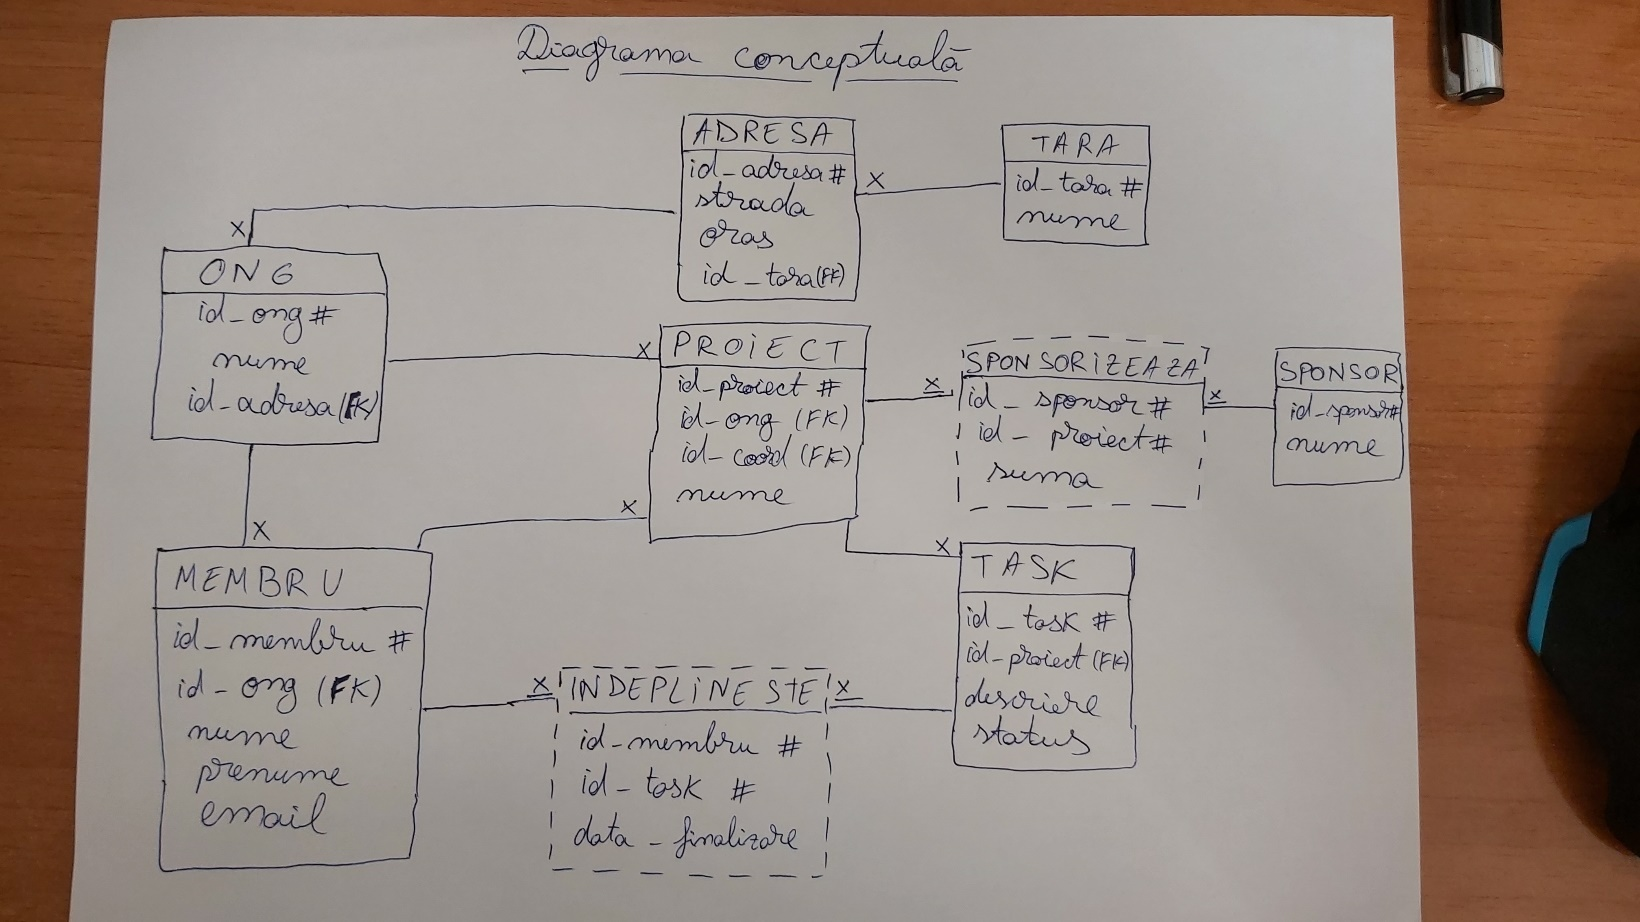 Diagrama conceptuală
ADRESA
id_adresa #
strada
oras
id_tara (FK)
X
TARA
id_tara #
nume
X
ONG
id_ong #
nume
id_adresa (FK)
X
PROIECT
id_proiect #
id_ong (FK)
id_coord (FK)
nume
X
SPONSORIZEAZA
id_sponsor #
id_proiect #
suma
X
SPONSOR
id_sponsor #
nume
X
X
MEMBRU
id_membru #
id_ong (FK)
nume
prenume
email
X
TASK
id_task #
id_proiect (FK)
descriere
status
X
INDEPLINESTE
id_membru #
id_task #
data_finalizare
X